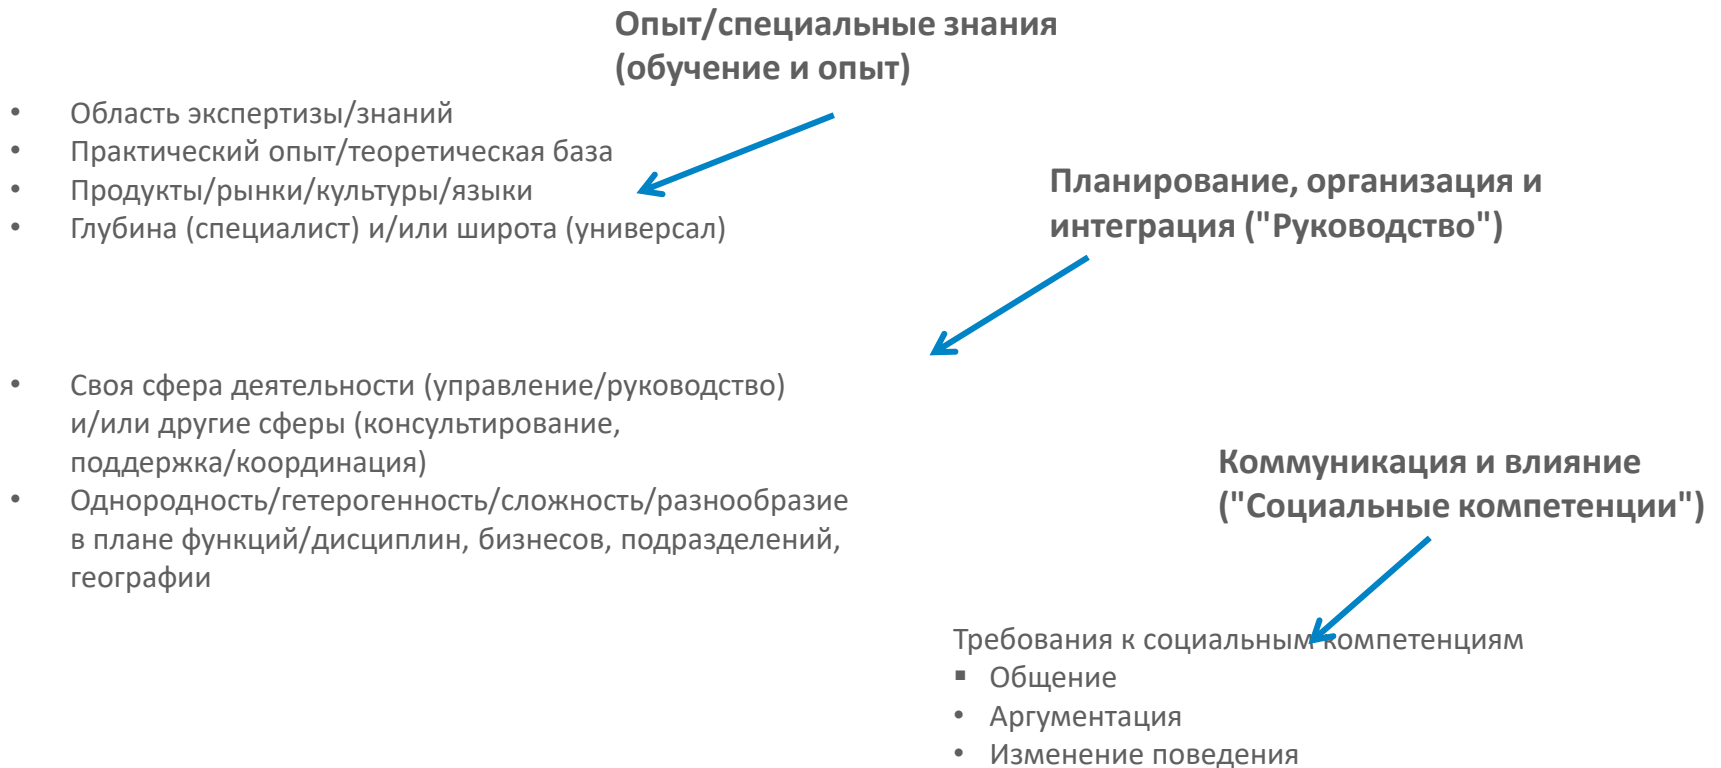 Опыт/специальные знания
(обучение и опыт)
• Область экспертизы/знаний
• Практический опыт/теоретическая база
• Продукты/рынки/культуры/языки
• Глубина (специалист) и/или широта (универсал)
Планирование, организация и
интеграция ("Руководство")
• Своя сфера деятельности (управление/руководство)
и/или другие сферы (консультирование,
поддержка/координация)
• Однородность/гетерогенность/сложность/разнообразие
в плане функций/дисциплин, бизнесов, подразделений,
географии
Коммуникация и влияние
("Социальные компетенции")
Требования к социальным компетенциям
▪ Общение
• Аргументация
• Изменение поведения